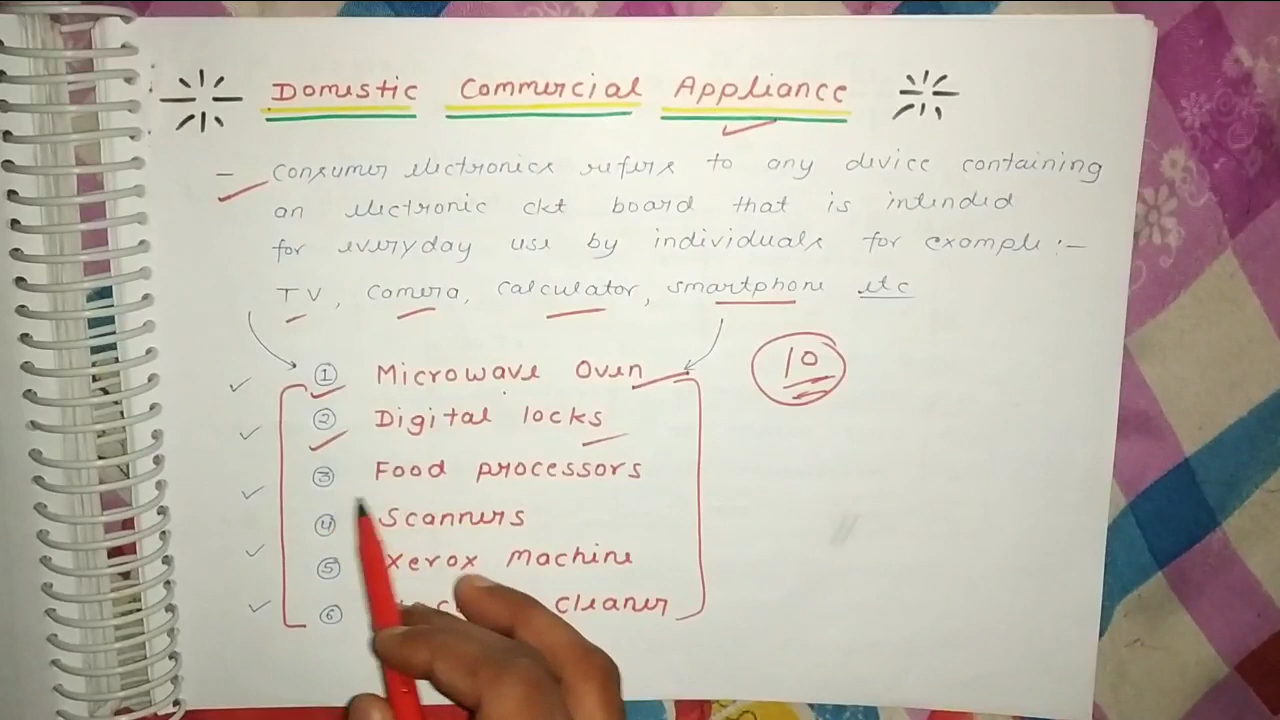 Domestic Commercial Appliance
- Consumer electronics refers to any device containing
an electronic ckt board that is intended
for everyday use by individuals for example :-
TV, Camera, Calculator, smartphone etc
① Microwave Oven
10
② Digital locks
③ Food processors
④ Scanners
⑤ Xerox Machine
⑥ cleaner